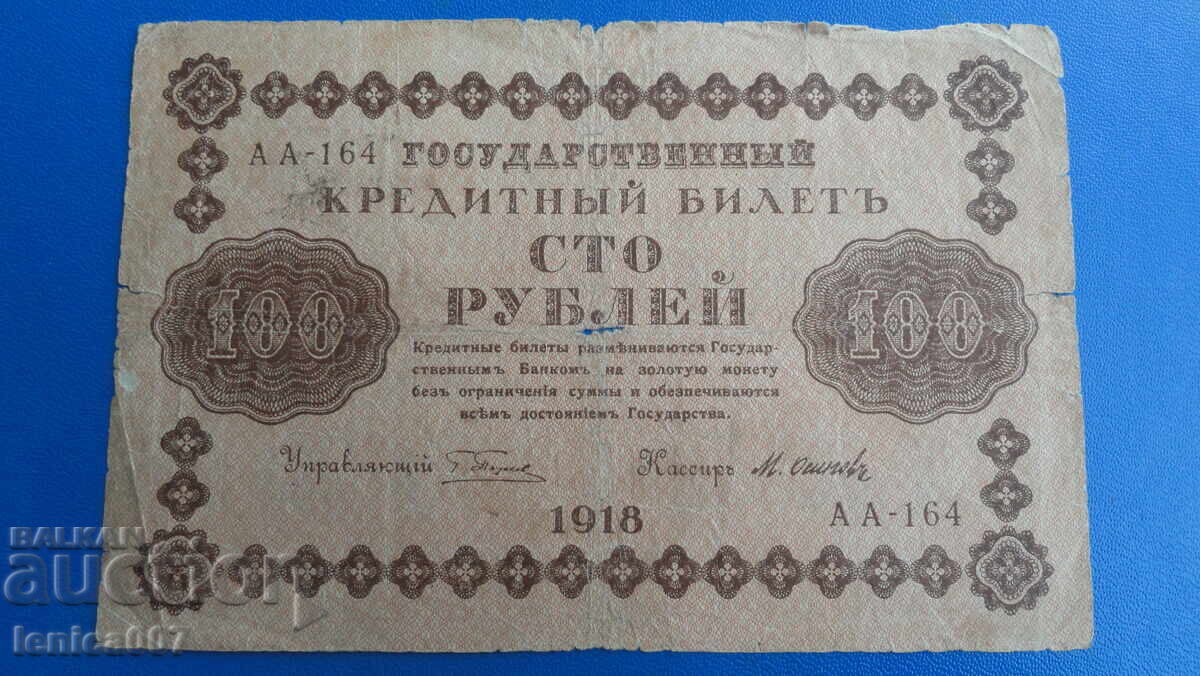 АА-164 ГОСУДАРСТВЕННЫЙ
КРЕДИТНЫЙ БИЛЕТЪ
СТО
РУБЛЕЙ
100
100
Кредитные билеты размѣниваются Государ-
ственнымъ Банкомъ на золотую монету
безъ ограниченія суммы и обезпечиваются
всѣмъ достояніемъ Государства.
Управляющій
Кассиръ М. Осиповъ
1918
АА-164
BALKAN
auction
lenica007